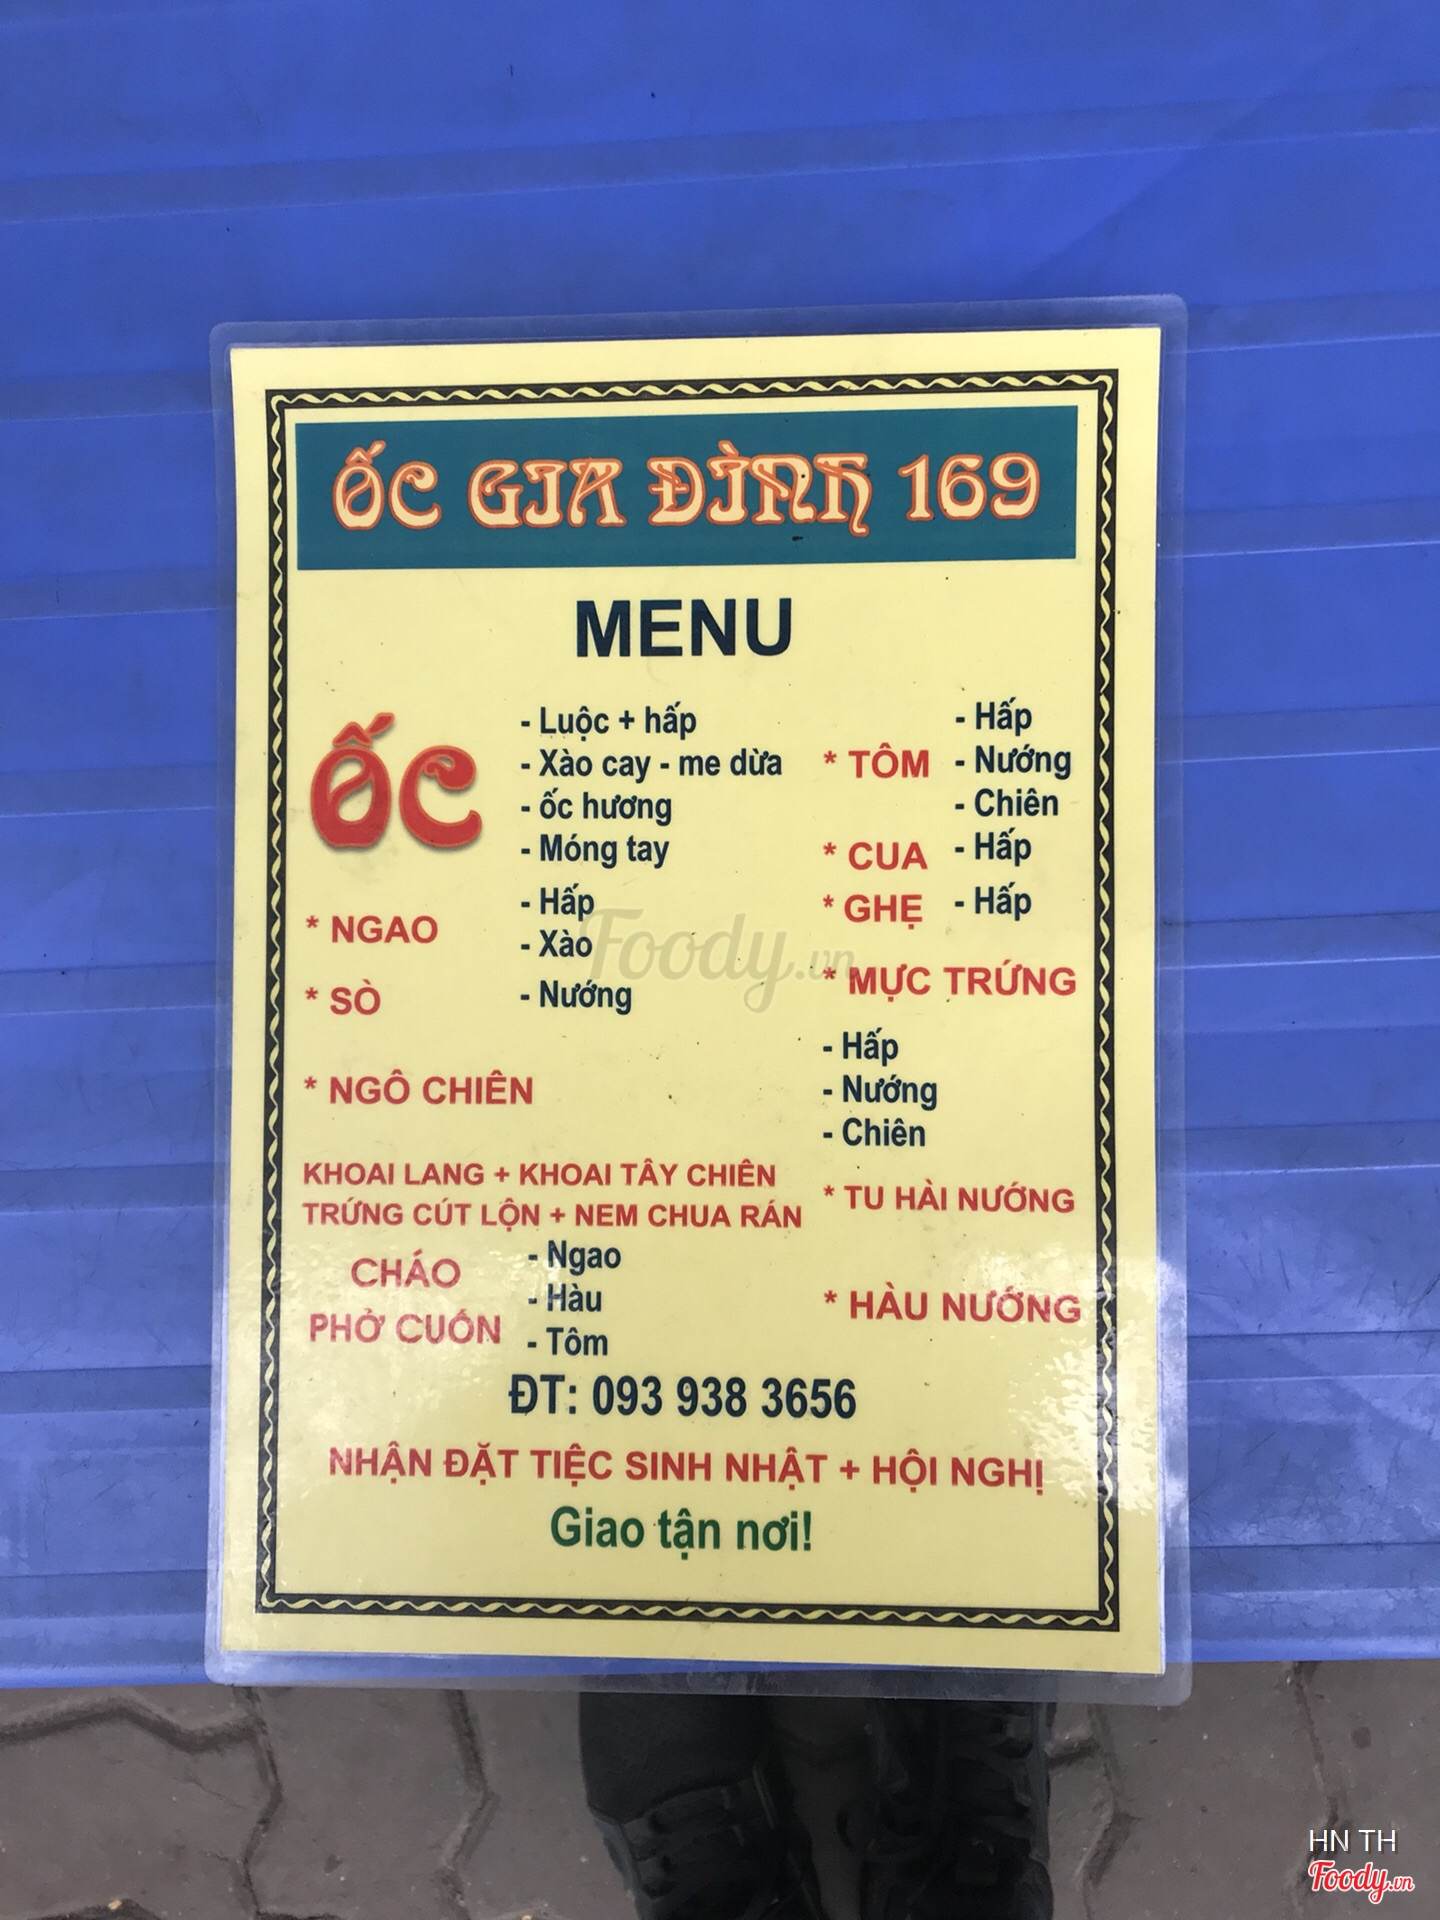 ỐC GIA ĐÌNH 169
MENU
ỐC
- Luộc + hấp
- Xào cay - me dừa
- ốc hương
- Móng tay
* NGAO
- Hấp
- Xào
* SÒ
- Nướng
* NGÔ CHIÊN
KHOAI LANG + KHOAI TÂY CHIÊN
TRỨNG CÚT LỘN + NEM CHUA RÁN
CHÁO
PHỞ CUỐN
- Ngao
- Hàu
- Tôm
* TÔM
- Hấp
- Nướng
- Chiên
* CUA
- Hấp
* GHẸ
- Hấp
* MỰC TRỨNG
- Hấp
- Nướng
- Chiên
* TU HÀI NƯỚNG
* HÀU NƯỚNG
ĐT: 093 938 3656
NHẬN ĐẶT TIỆC SINH NHẬT + HỘI NGHỊ
Giao tận nơi!
Foody.vn
HN TH
Foody.vn